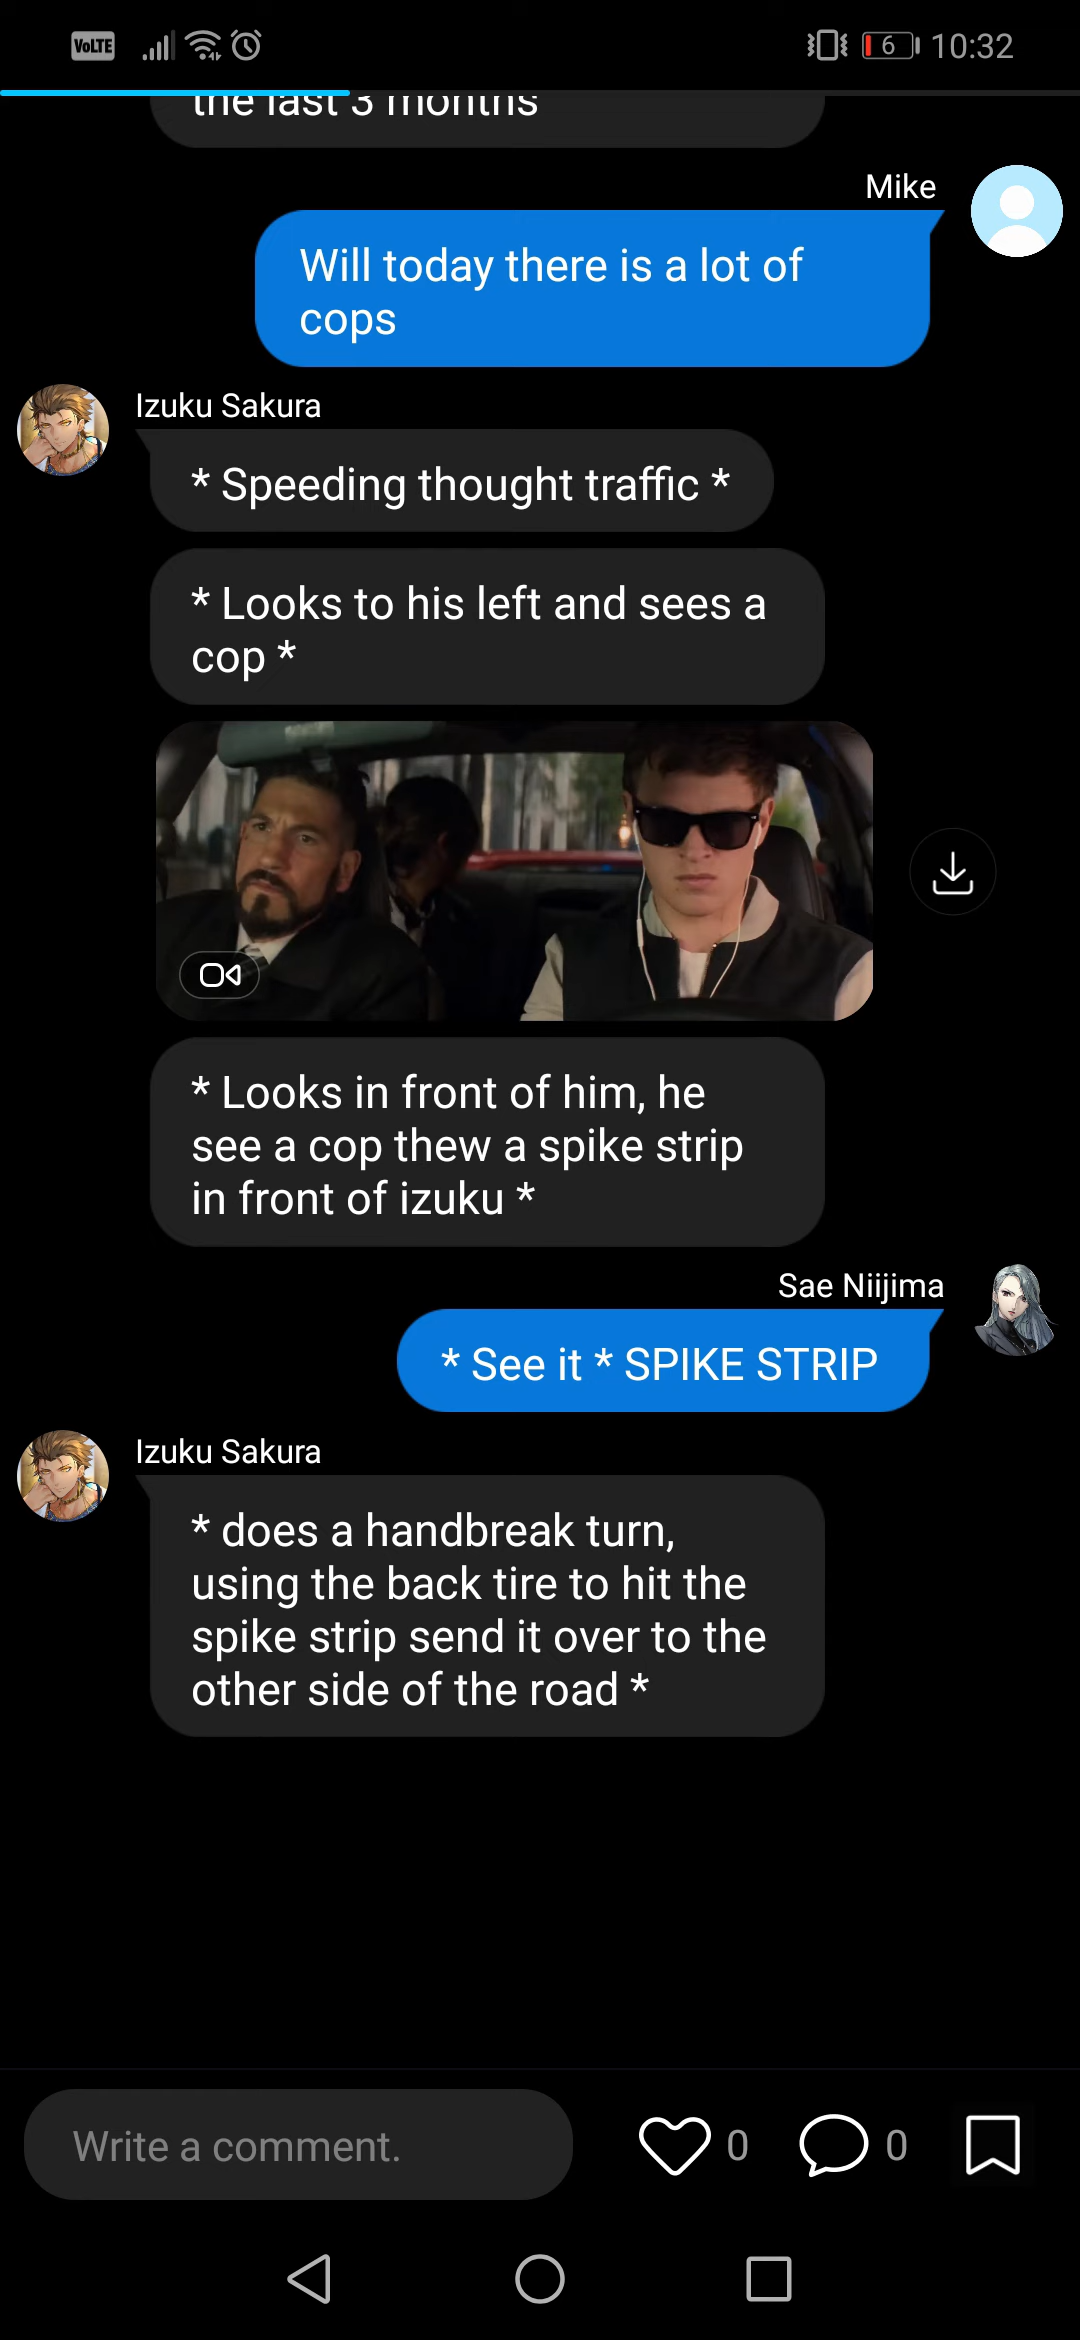 VoLTE 6 10:32
the last 3 months
Mike
Will today there is a lot of
cops
Izuku Sakura
* Speeding thought traffic *
* Looks to his left and sees a
cop *
* Looks in front of him, he
see a cop thew a spike strip
in front of izuku *
Sae Niijima
* See it * SPIKE STRIP
Izuku Sakura
* does a handbreak turn,
using the back tire to hit the
spike strip send it over to the
other side of the road *
Write a comment. 0 0